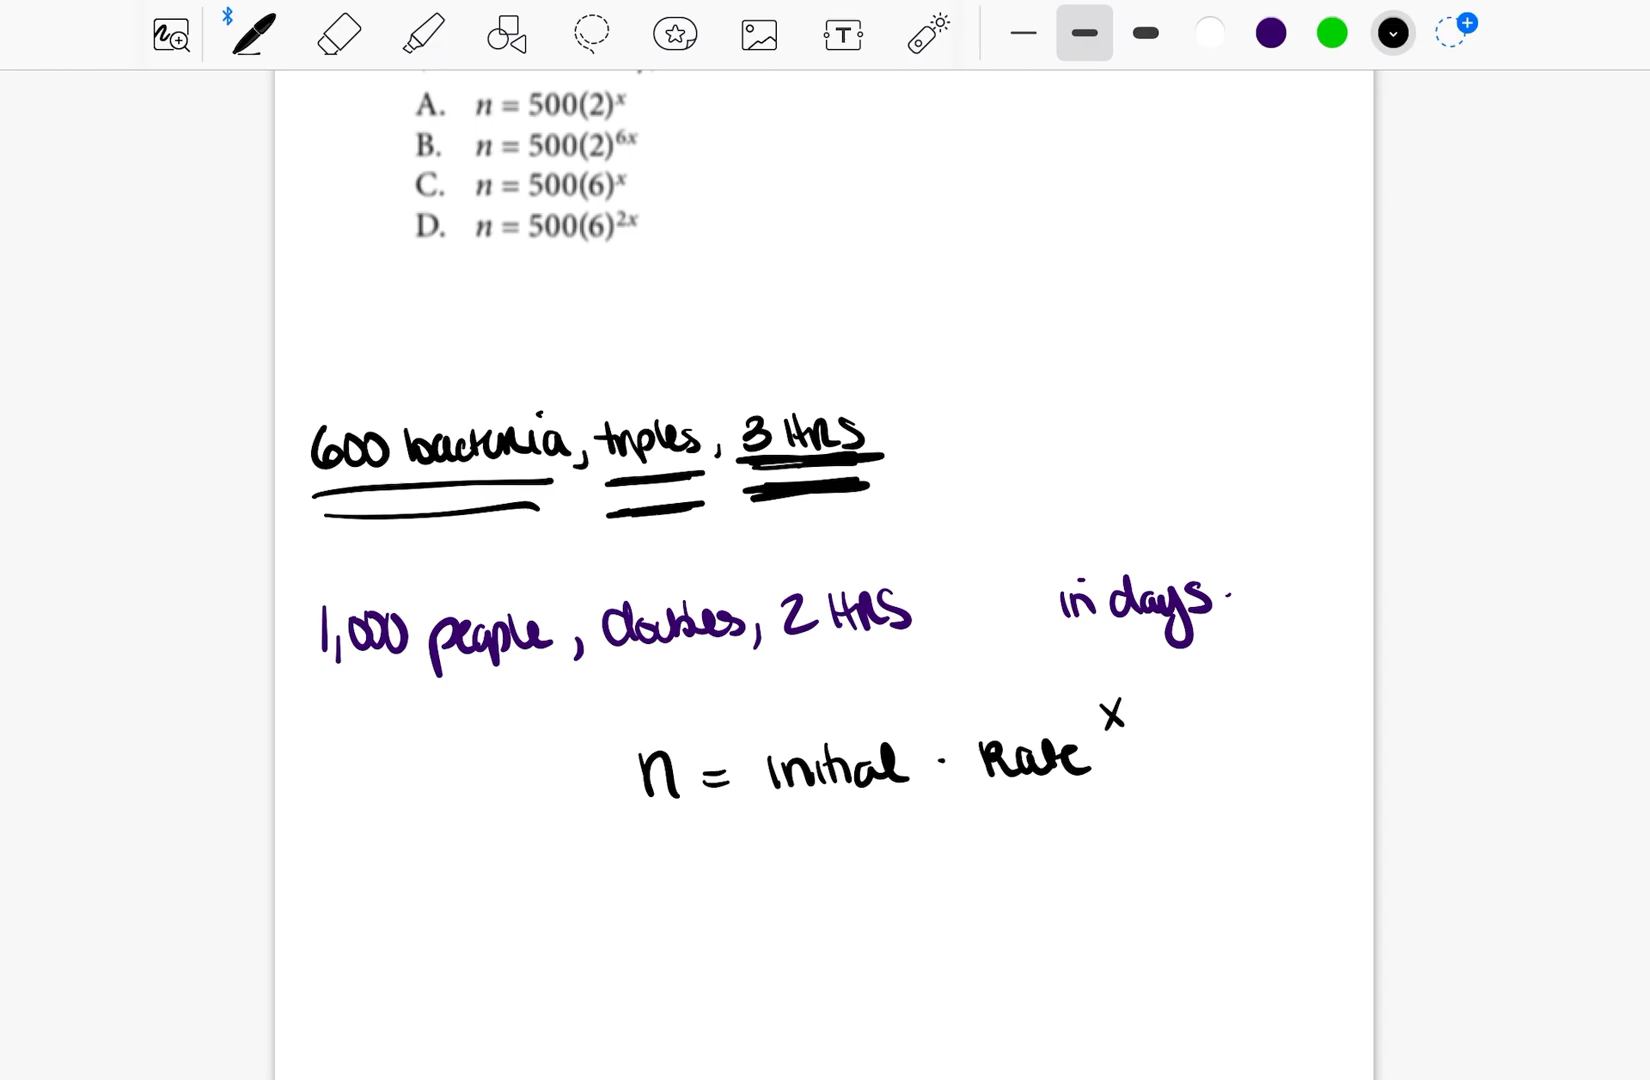 A. n = 500(2)ˣ
B. n = 500(2)⁶ˣ
C. n = 500(6)ˣ
D. n = 500(6)²ˣ
600 bacteria, triples, 3 HRS
1,000 people, doubles, 2 HRS in days.
n = initial · Rate ˣ